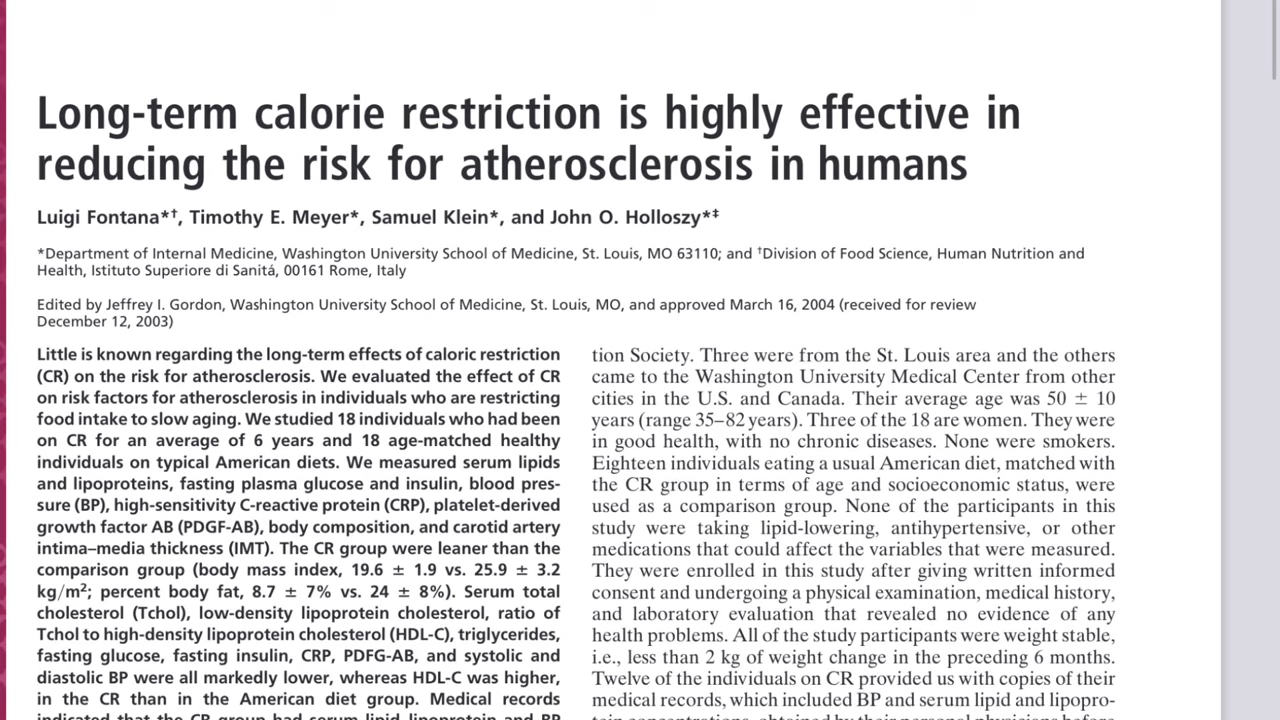 Long-term calorie restriction is highly effective in
reducing the risk for atherosclerosis in humans
Luigi Fontana*†, Timothy E. Meyer*, Samuel Klein*, and John O. Holloszy*‡
*Department of Internal Medicine, Washington University School of Medicine, St. Louis, MO 63110; and †Division of Food Science, Human Nutrition and
Health, Istituto Superiore di Sanitá, 00161 Rome, Italy
Edited by Jeffrey I. Gordon, Washington University School of Medicine, St. Louis, MO, and approved March 16, 2004 (received for review
December 12, 2003)
Little is known regarding the long-term effects of caloric restriction
(CR) on the risk for atherosclerosis. We evaluated the effect of CR
on risk factors for atherosclerosis in individuals who are restricting
food intake to slow aging. We studied 18 individuals who had been
on CR for an average of 6 years and 18 age-matched healthy
individuals on typical American diets. We measured serum lipids
and lipoproteins, fasting plasma glucose and insulin, blood pres-
sure (BP), high-sensitivity C-reactive protein (CRP), platelet-derived
growth factor AB (PDGF-AB), body composition, and carotid artery
intima–media thickness (IMT). The CR group were leaner than the
comparison group (body mass index, 19.6 ± 1.9 vs. 25.9 ± 3.2
kg/m²; percent body fat, 8.7 ± 7% vs. 24 ± 8%). Serum total
cholesterol (Tchol), low-density lipoprotein cholesterol, ratio of
Tchol to high-density lipoprotein cholesterol (HDL-C), triglycerides,
fasting glucose, fasting insulin, CRP, PDFG-AB, and systolic and
diastolic BP were all markedly lower, whereas HDL-C was higher,
in the CR than in the American diet group. Medical records
indicated that the CR group had serum lipid lipoprotein and BP
tion Society. Three were from the St. Louis area and the others
came to the Washington University Medical Center from other
cities in the U.S. and Canada. Their average age was 50 ± 10
years (range 35–82 years). Three of the 18 are women. They were
in good health, with no chronic diseases. None were smokers.
Eighteen individuals eating a usual American diet, matched with
the CR group in terms of age and socioeconomic status, were
used as a comparison group. None of the participants in this
study were taking lipid-lowering, antihypertensive, or other
medications that could affect the variables that were measured.
They were enrolled in this study after giving written informed
consent and undergoing a physical examination, medical history,
and laboratory evaluation that revealed no evidence of any
health problems. All of the study participants were weight stable,
i.e., less than 2 kg of weight change in the preceding 6 months.
Twelve of the individuals on CR provided us with copies of their
medical records, which included BP and serum lipid and lipopro-
tein concentrations, obtained by their personal physicians before